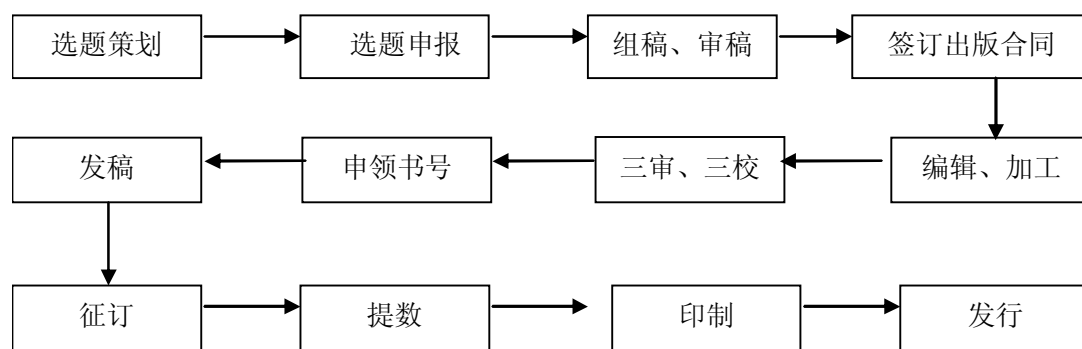 选题策划 选题申报 组稿、审稿 签订出版合同
发稿 申领书号 三审、三校 编辑、加工
征订 提数 印制 发行